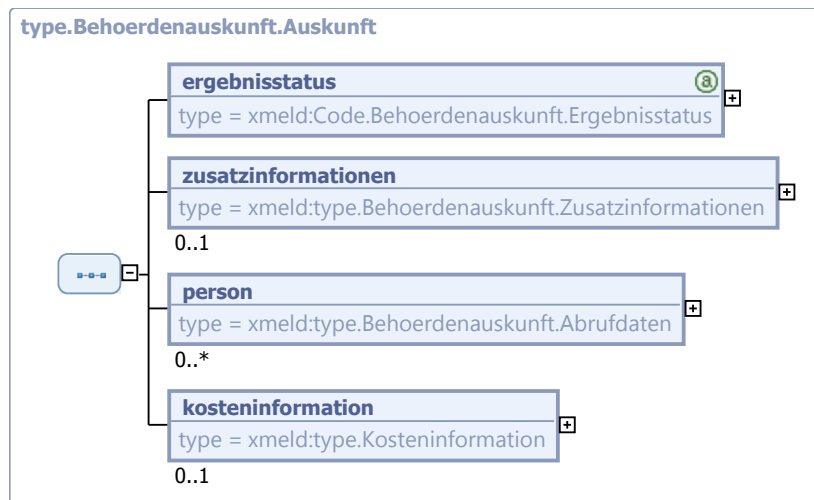 type.Behoerdenauskunft.Auskunft
ergebnisstatus
a
type = xmeld:Code.Behoerdenauskunft.Ergebnisstatus
zusatzinformationen
type = xmeld:type.Behoerdenauskunft.Zusatzinformationen
0..1
person
type = xmeld:type.Behoerdenauskunft.Abrufdaten
0..*
kosteninformation
type = xmeld:type.Kosteninformation
0..1